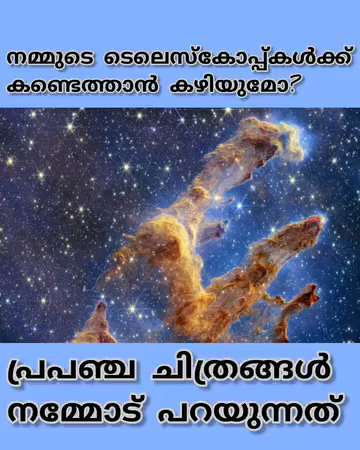 നമ്മുടെ ടെലെസ്കോപ്പ്കൾക്ക്
കണ്ടെത്താൻ കഴിയുമോ?
പ്രപഞ്ച ചിത്രങ്ങൾ
നമ്മോട് പറയുന്നത്